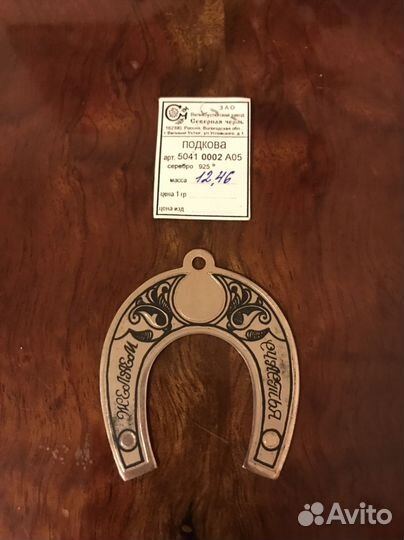 ЗАО
Великоустюгский завод
Северная чернь
162390, Россия, Вологодская обл.
г. Великий Устюг, ул. Угловского, д. 1
ПОДКОВА
арт. 5041 0002 А05
серебро 925°
масса 12,46
цена 1 гр
цена изд.
ЖЕЛАЕМ
СЧАСТЬЯ
Avito